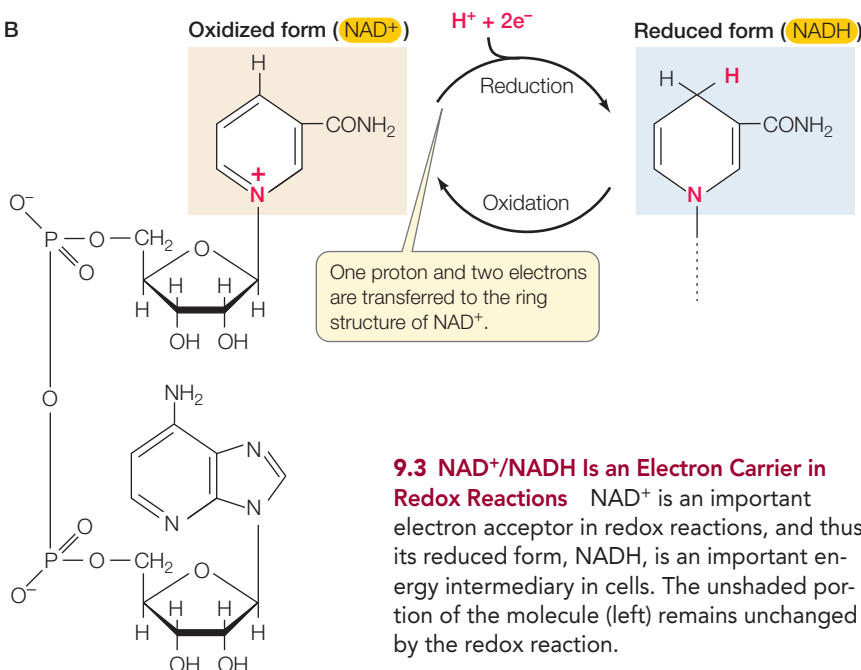 B
Oxidized form (NAD⁺)
H⁺ + 2e⁻
Reduced form (NADH)
H
CONH₂
+
N
Reduction
Oxidation
H
H
CONH₂
N
O⁻
P
O
O
CH₂
O
H
H
H
H
OH
OH
One proton and two electrons
are transferred to the ring
structure of NAD⁺.
O
NH₂
N
N
N
O
P
O
O⁻
CH₂
O
H
H
H
H
OH
OH
9.3 NAD⁺/NADH Is an Electron Carrier in
Redox Reactions NAD⁺ is an important
electron acceptor in redox reactions, and thus
its reduced form, NADH, is an important en-
ergy intermediary in cells. The unshaded por-
tion of the molecule (left) remains unchanged
by the redox reaction.